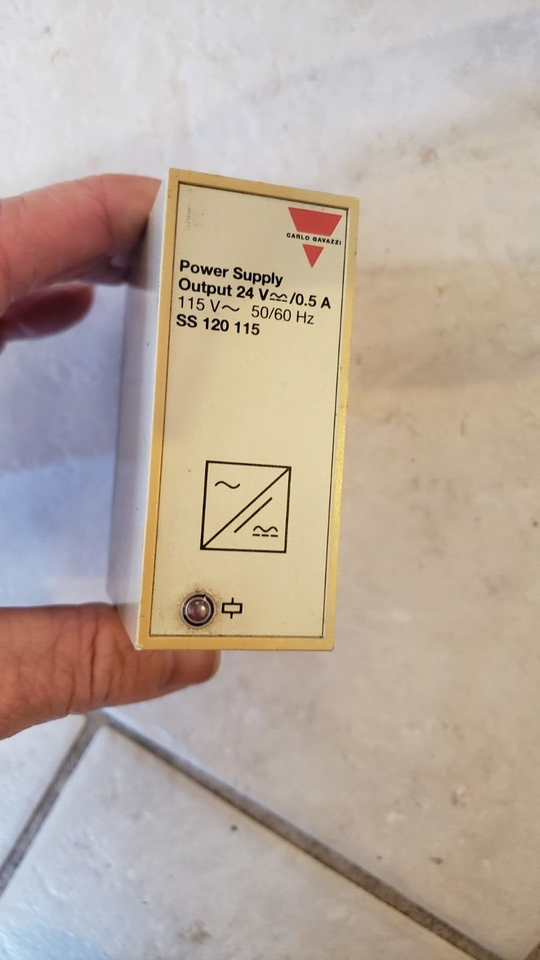 CARLO GAVAZZI
Power Supply
Output 24 V⎓/0.5 A
115 V~ 50/60 Hz
SS 120 115